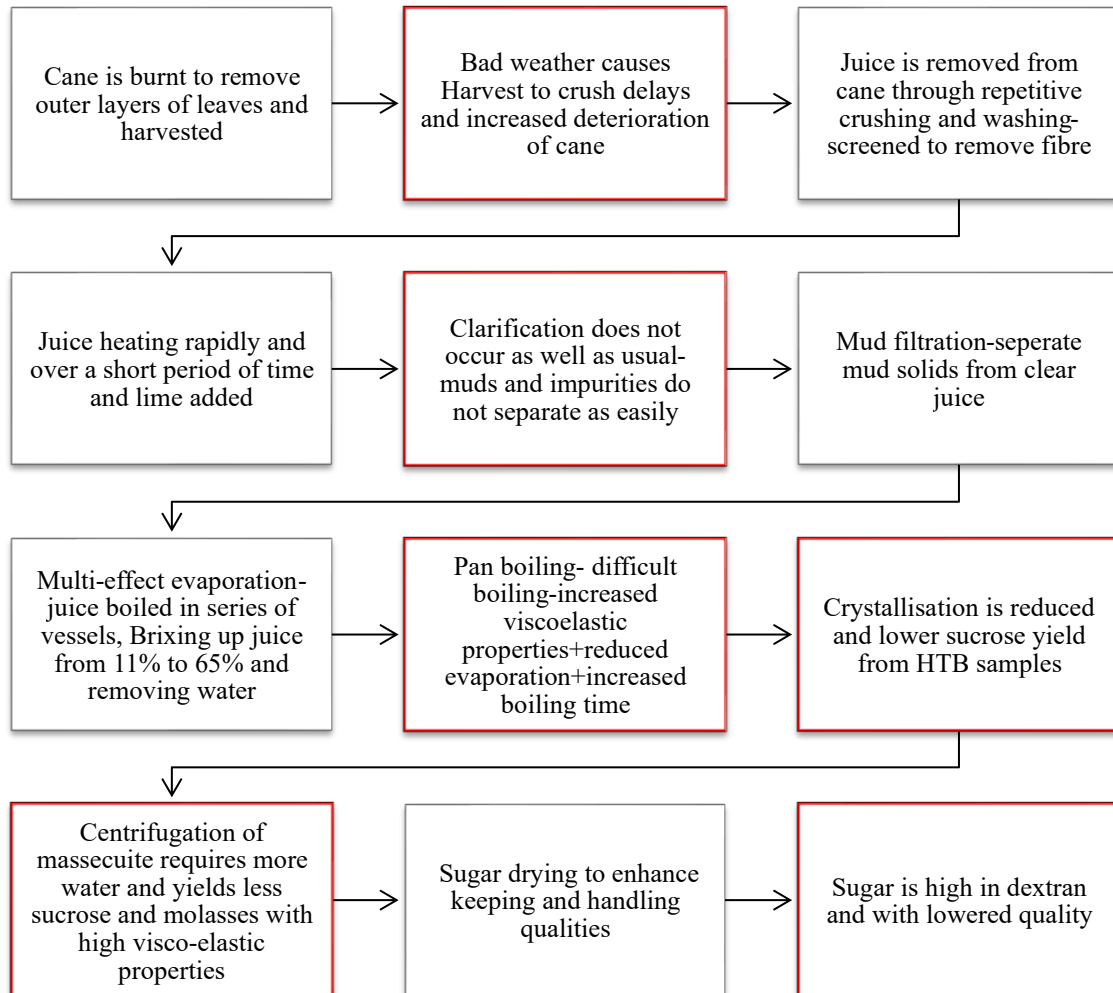 Cane is burnt to remove
outer layers of leaves and
harvested
Bad weather causes
Harvest to crush delays
and increased deterioration
of cane
Juice is removed from
cane through repetitive
crushing and washing-
screened to remove fibre
Juice heating rapidly and
over a short period of time
and lime added
Clarification does not
occur as well as usual-
muds and impurities do
not separate as easily
Mud filtration-seperate
mud solids from clear
juice
Multi-effect evaporation-
juice boiled in series of
vessels, Brixing up juice
from 11% to 65% and
removing water
Pan boiling- difficult
boiling-increased
viscoelastic
properties+reduced
evaporation+increased
boiling time
Crystallisation is reduced
and lower sucrose yield
from HTB samples
Centrifugation of
massecuite requires more
water and yields less
sucrose and molasses with
high visco-elastic
properties
Sugar drying to enhance
keeping and handling
qualities
Sugar is high in dextran
and with lowered quality